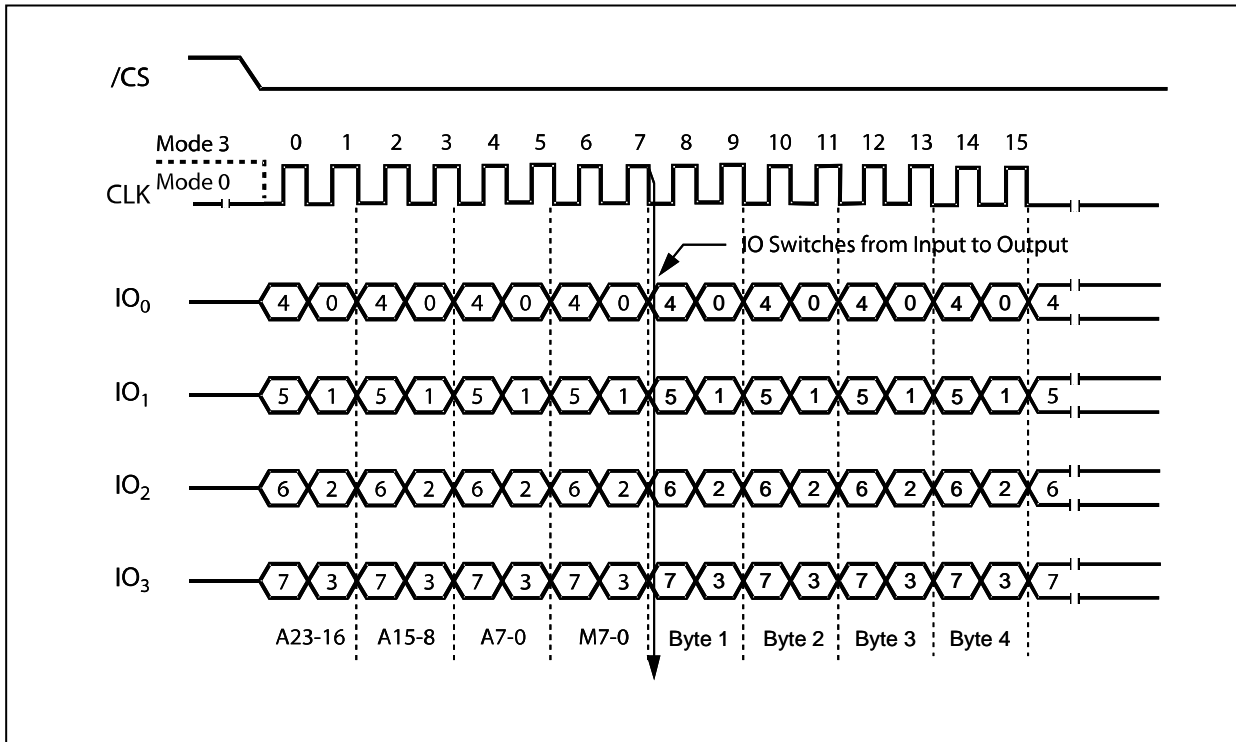 /CS
Mode 3
0 1 2 3 4 5 6 7 8 9 10 11 12 13 14 15
Mode 0
CLK
IO Switches from Input to Output
IO0 4 0 4 0 4 0 4 0 4 0 4 0 4 0 4 0 4
IO1 5 1 5 1 5 1 5 1 5 1 5 1 5 1 5 1 5
IO2 6 2 6 2 6 2 6 2 6 2 6 2 6 2 6 2 6
IO3 7 3 7 3 7 3 7 3 7 3 7 3 7 3 7 3 7
A23-16 A15-8 A7-0 M7-0 Byte 1 Byte 2 Byte 3 Byte 4